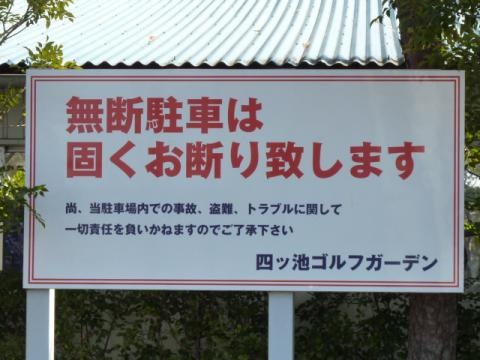 無断駐車は
固くお断り致します
尚、当駐車場内での事故、盗難、トラブルに関して
一切責任を負いかねますのでご了承下さい
四ッ池ゴルフガーデン